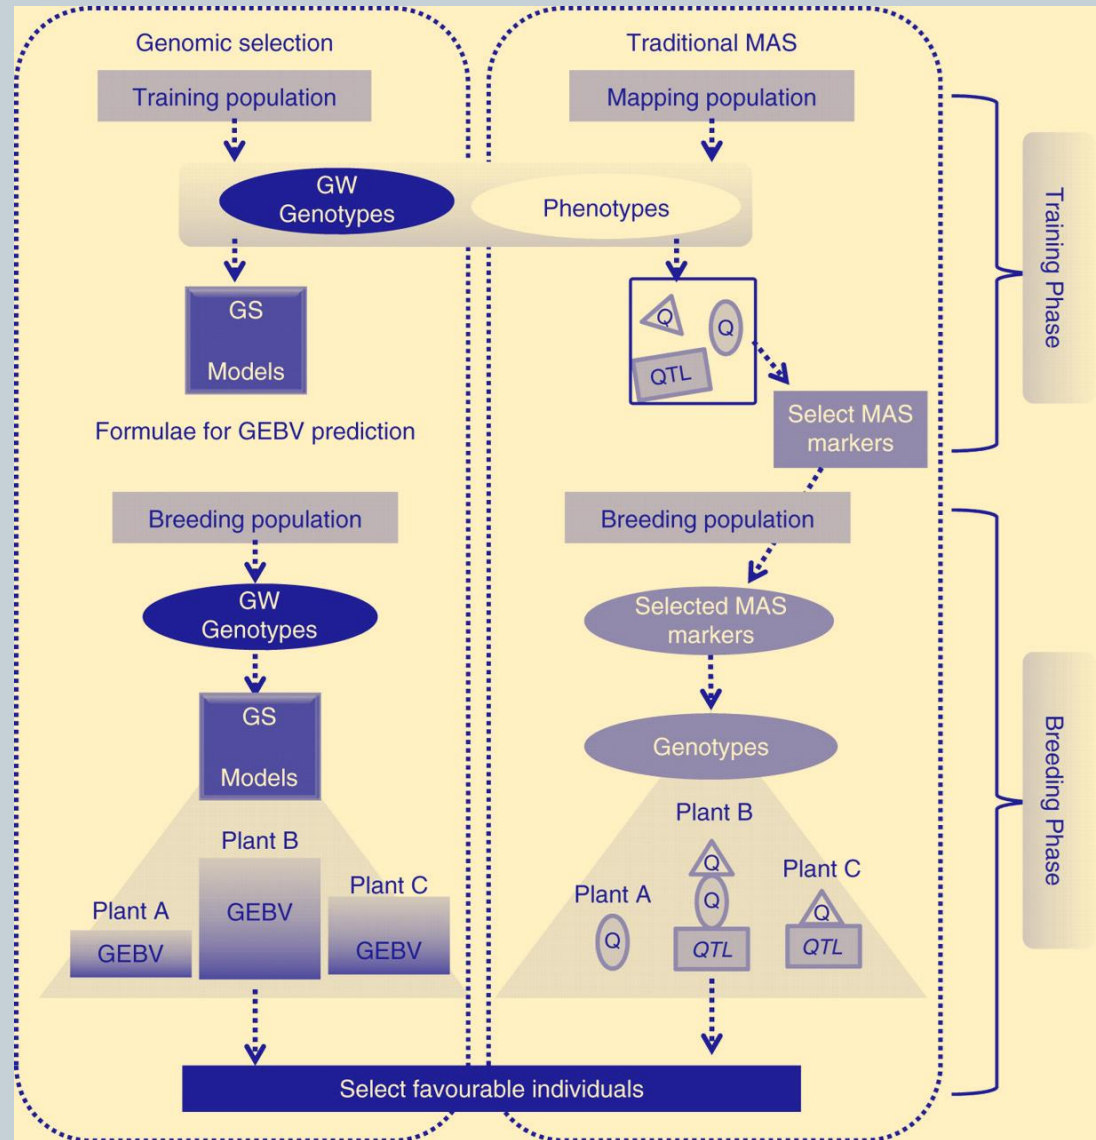 Genomic selection
Traditional MAS
Training population
Mapping population
GW
Genotypes
Phenotypes
GS
Models
Q
Q
QTL
Select MAS
markers
Formulae for GEBV prediction
Training Phase
Breeding population
Breeding population
GW
Genotypes
Selected MAS
markers
GS
Models
Genotypes
Plant B
Plant A
GEBV
GEBV
Plant C
GEBV
Plant B
Plant A
Q
Q
Q
QTL
Plant C
Q
QTL
Breeding Phase
Select favourable individuals